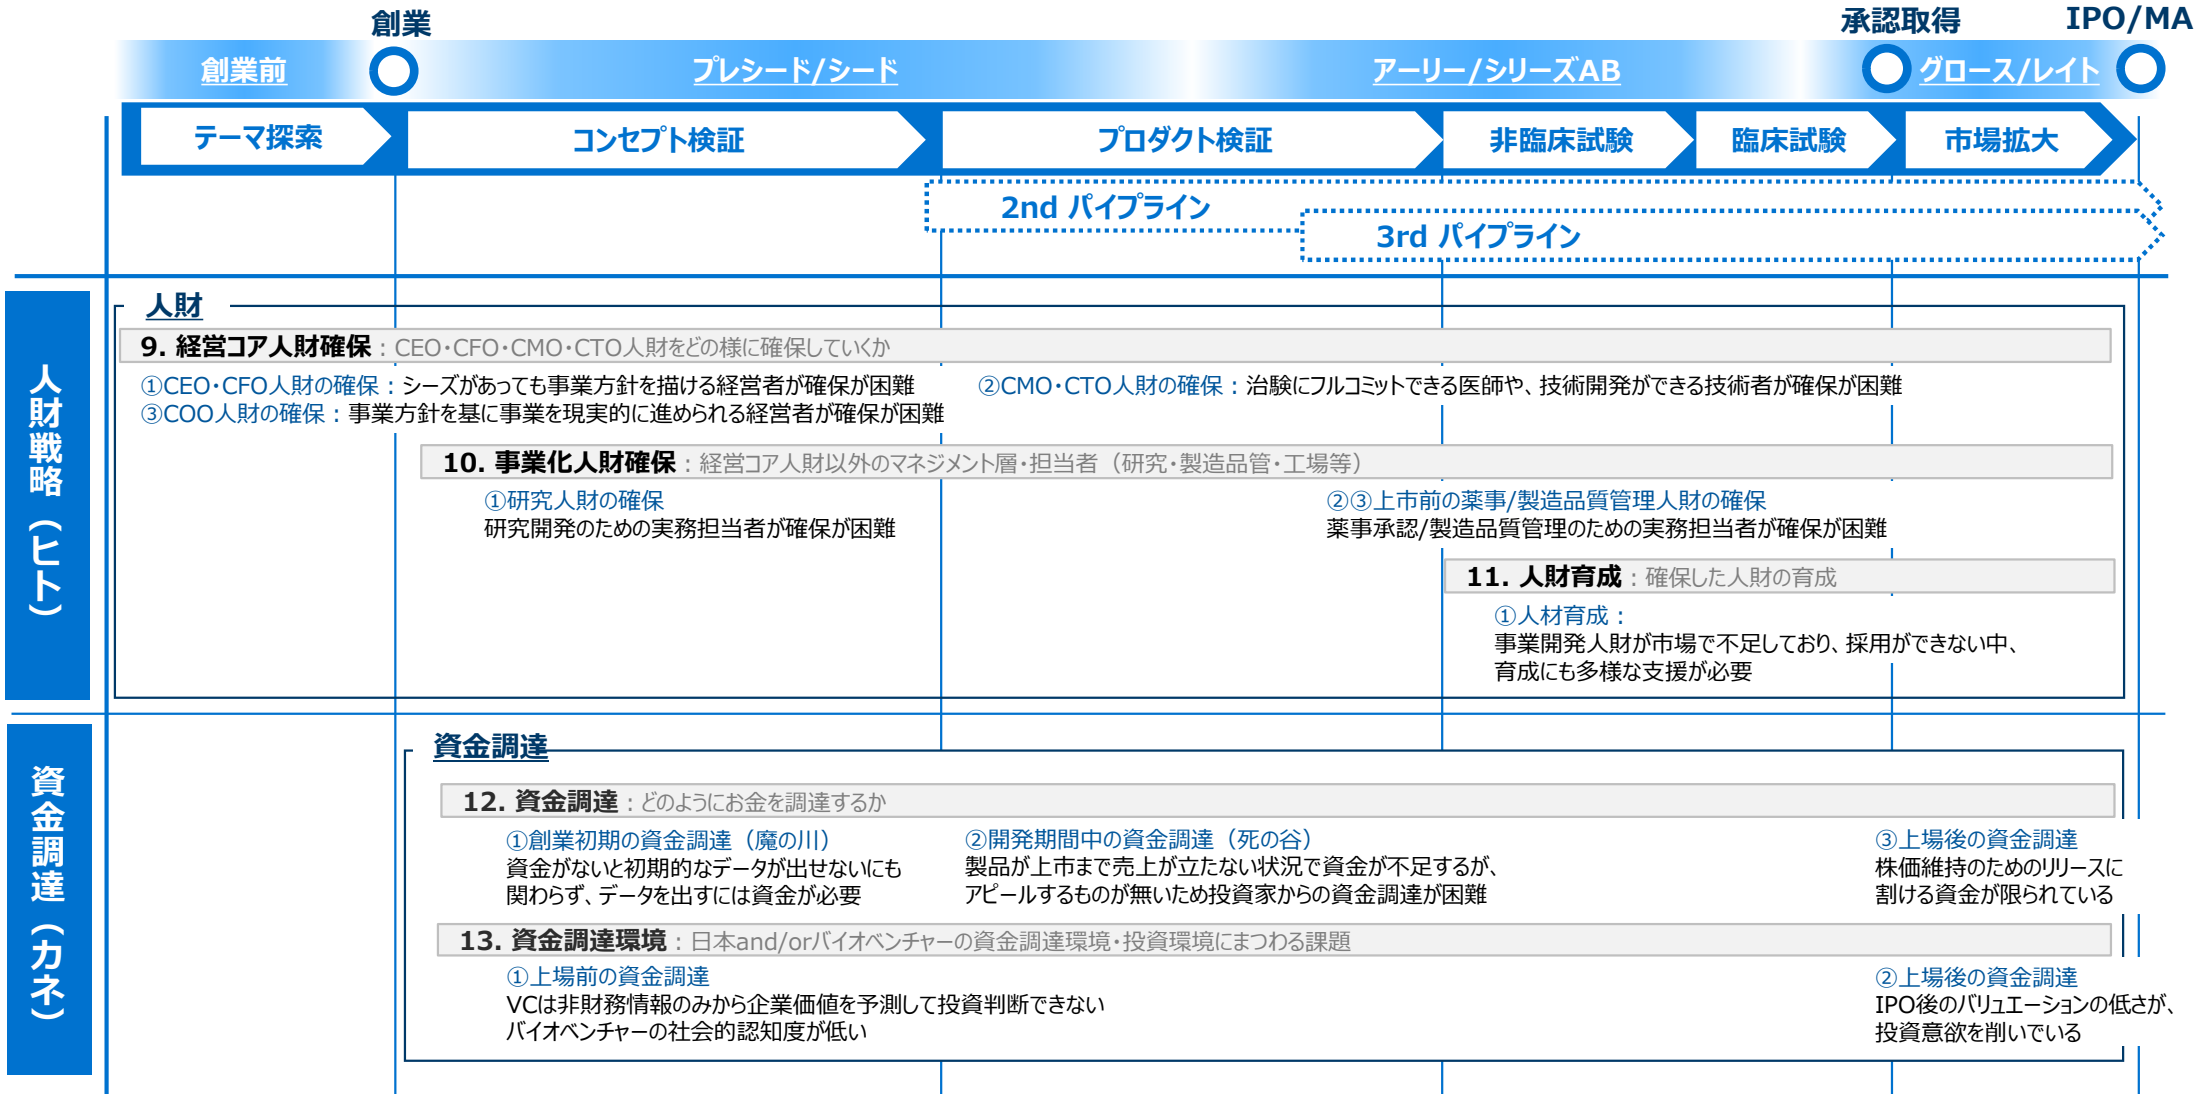 創業
承認取得
IPO/MA
創業前
プレシード/シード
アーリー/シリーズAB
グロース/レイト
テーマ探索
コンセプト検証
プロダクト検証
非臨床試験
臨床試験
市場拡大
2nd パイプライン
3rd パイプライン
人財戦略（ヒト）
人財
9. 経営コア人財確保：CEO・CFO・CMO・CTO人財をどの様に確保していくか
①CEO・CFO人財の確保：シーズがあっても事業方針を描ける経営者が確保が困難
②CMO・CTO人財の確保：治験にフルコミットできる医師や、技術開発ができる技術者が確保が困難
③COO人財の確保：事業方針を基に事業を現実的に進められる経営者が確保が困難
10. 事業化人財確保：経営コア人財以外のマネジメント層・担当者（研究・製造品管・工場等）
①研究人財の確保
研究開発のための実務担当者が確保が困難
②③上市前の薬事/製造品質管理人財の確保
薬事承認/製造品質管理のための実務担当者が確保が困難
11. 人財育成：確保した人財の育成
①人材育成：
事業開発人財が市場で不足しており、採用ができない中、
育成にも多様な支援が必要
資金調達（カネ）
資金調達
12. 資金調達：どのようにお金を調達するか
①創業初期の資金調達（魔の川）
資金がないと初期的なデータが出せないにも
関わらず、データを出すには資金が必要
②開発期間中の資金調達（死の谷）
製品が上市まで売上が立たない状況で資金が不足するが、
アピールするものが無いため投資家からの資金調達が困難
③上場後の資金調達
株価維持のためのリリースに
割ける資金が限られている
13. 資金調達環境：日本and/orバイオベンチャーの資金調達環境・投資環境にまつわる課題
①上場前の資金調達
VCは非財務情報のみから企業価値を予測して投資判断できない
バイオベンチャーの社会的認知度が低い
②上場後の資金調達
IPO後のバリュエーションの低さが、
投資意欲を削いでいる